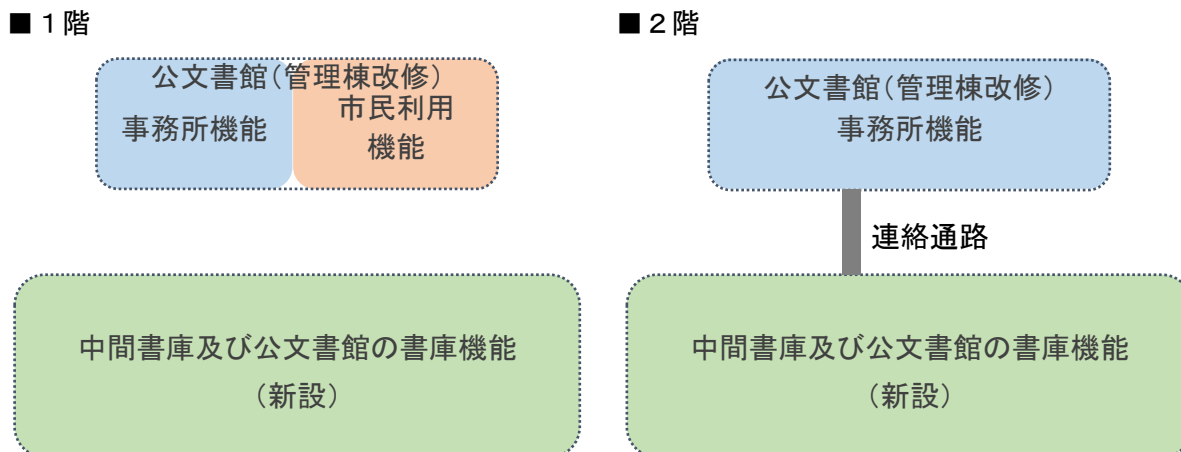 ■１階
公文書館（管理棟改修）
事務所機能
市民利用
機能
中間書庫及び公文書館の書庫機能
（新設）
■２階
公文書館（管理棟改修）
事務所機能
連絡通路
中間書庫及び公文書館の書庫機能
（新設）